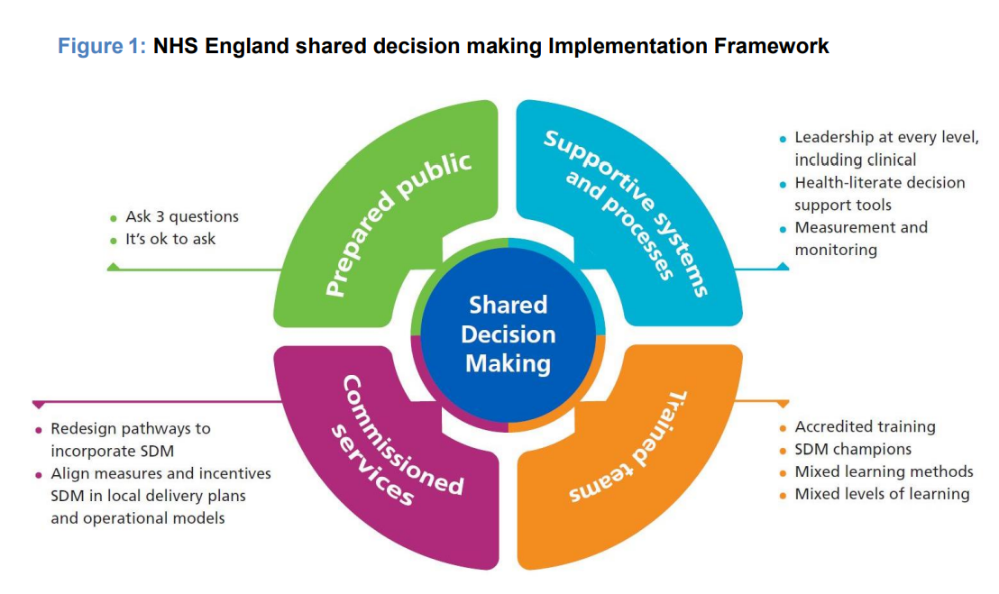 Figure 1: NHS England shared decision making Implementation Framework
Prepared public
• Ask 3 questions
• It's ok to ask
Supportive systems
and processes
• Leadership at every level,
including clinical
• Health-literate decision
support tools
• Measurement and
monitoring
Shared
Decision
Making
Commissioned
services
• Redesign pathways to
incorporate SDM
• Align measures and incentives
SDM in local delivery plans
and operational models
Trained teams
• Accredited training
• SDM champions
• Mixed learning methods
• Mixed levels of learning